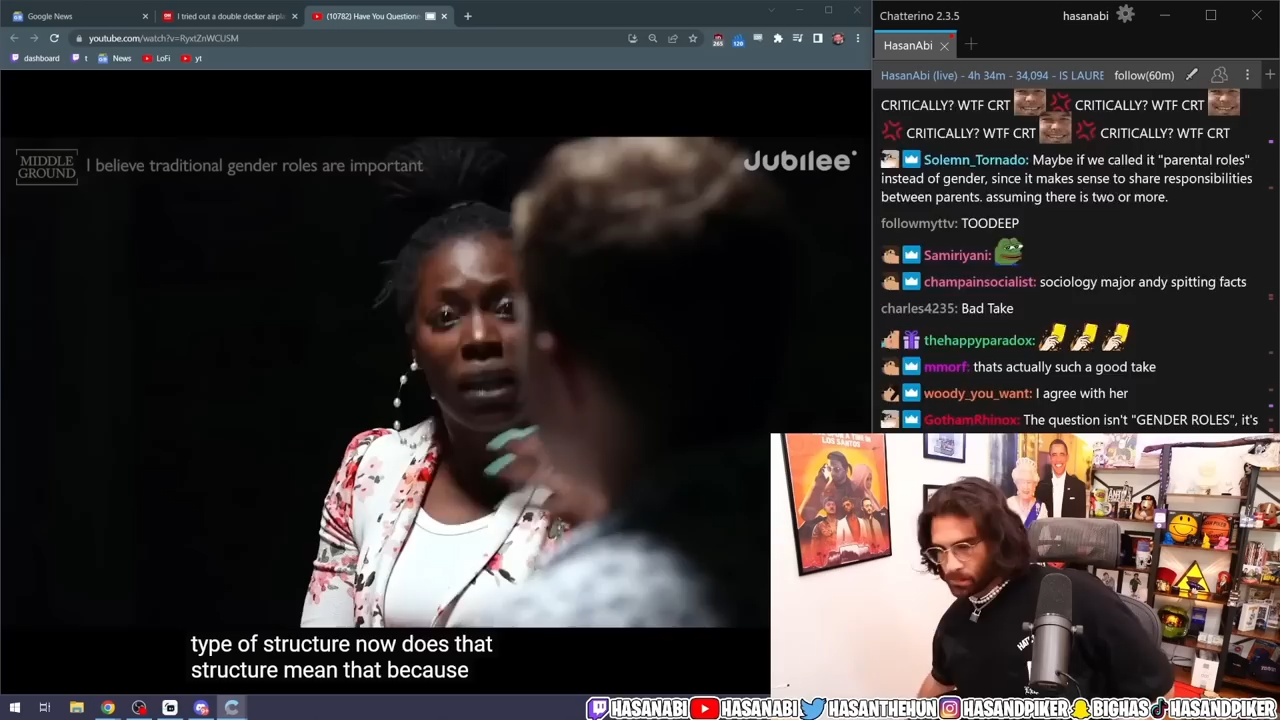 Google News
I tried out a double decker airpla
(10782) Have You Question
youtube.com/watch?v=RyxtZnWCUSM
265
120
dashboard
t
News
LoFi
yt
MIDDLE
GROUND
I believe traditional gender roles are important
Jubilee
type of structure now does that
structure mean that because
Chatterino 2.3.5
hasanabi
HasanAbi
HasanAbi (live) - 4h 34m - 34,094 - IS LAURE
follow(60m)
CRITICALLY? WTF CRT CRITICALLY? WTF CRT
CRITICALLY? WTF CRT CRITICALLY? WTF CRT
Solemn_Tornado: Maybe if we called it "parental roles"
instead of gender, since it makes sense to share responsibilities
between parents. assuming there is two or more.
followmyttv: TOODEEP
Samiriyani:
champainsocialist: sociology major andy spitting facts
charles4235: Bad Take
thehappyparadox:
mmorf: thats actually such a good take
woody_you_want: I agree with her
GothamRhinox: The question isn't "GENDER ROLES", it's
LOS SANTOS
HASANABI
HASANABI
HASANTHEHUN
HASANDPIKER
BIGHAS
HASANDPIKER